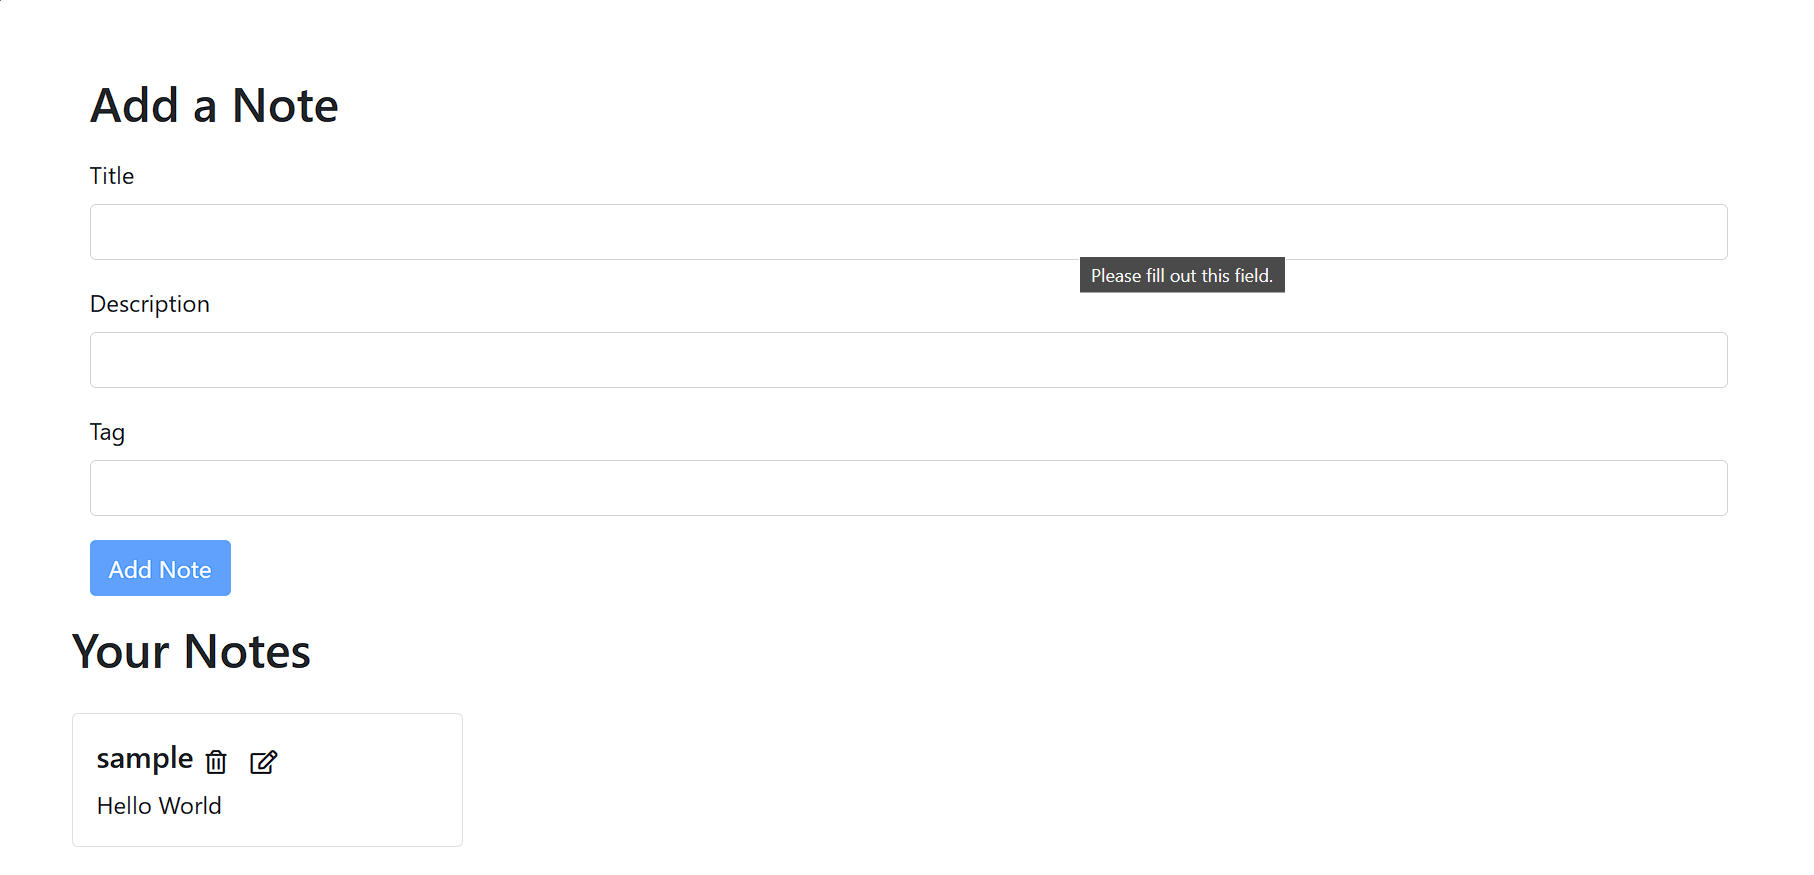 Add a Note
Title
Please fill out this field.
Description
Tag
Add Note
Your Notes
sample
Hello World